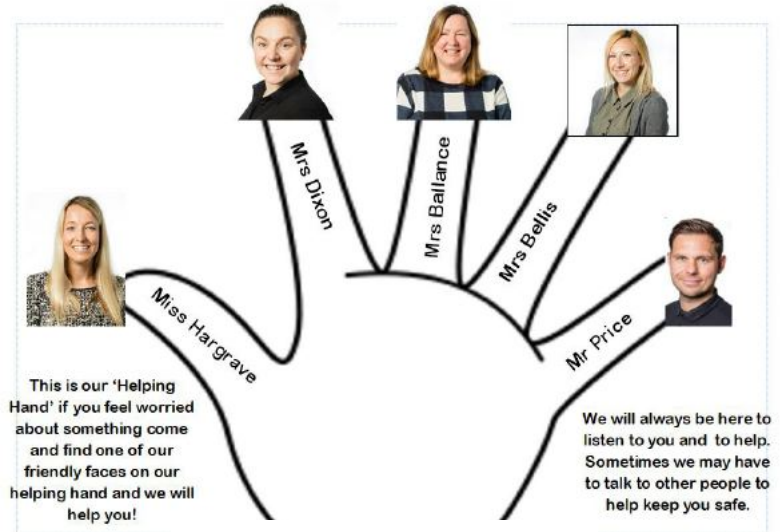 Mrs Dixon
Mrs Ballance
Mrs Bellis
Miss Hargrave
Mr Price
This is our ‘Helping
Hand’ if you feel worried
about something come
and find one of our
friendly faces on our
helping hand and we will
help you!
We will always be here to
listen to you and to help.
Sometimes we may have
to talk to other people to
help keep you safe.